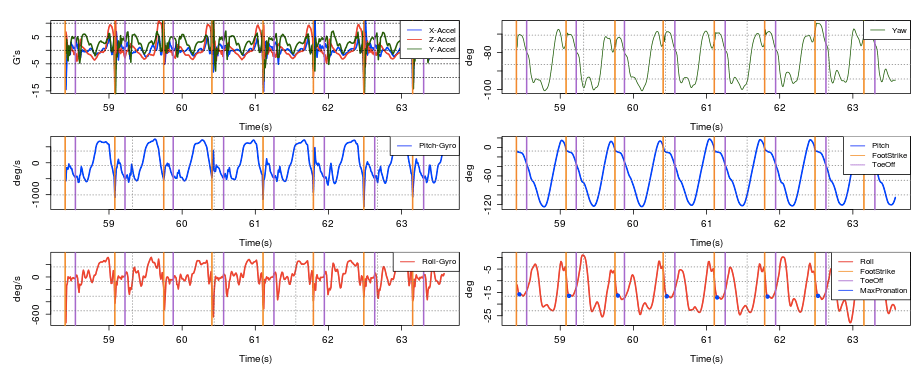 G's
5
-5
-15
X-Accel
Z-Accel
Y-Accel
59
60
61
62
63
Time(s)
deg
-80
-100
Yaw
59
60
61
62
63
Time(s)
deg/s
0
-1000
Pitch-Gyro
59
60
61
62
63
Time(s)
deg
0
-60
-120
Pitch
FootStrike
ToeOff
59
60
61
62
63
Time(s)
deg/s
0
-600
Roll-Gyro
59
60
61
62
63
Time(s)
deg
-5
-15
-25
Roll
FootStrike
ToeOff
MaxPronation
59
60
61
62
63
Time(s)